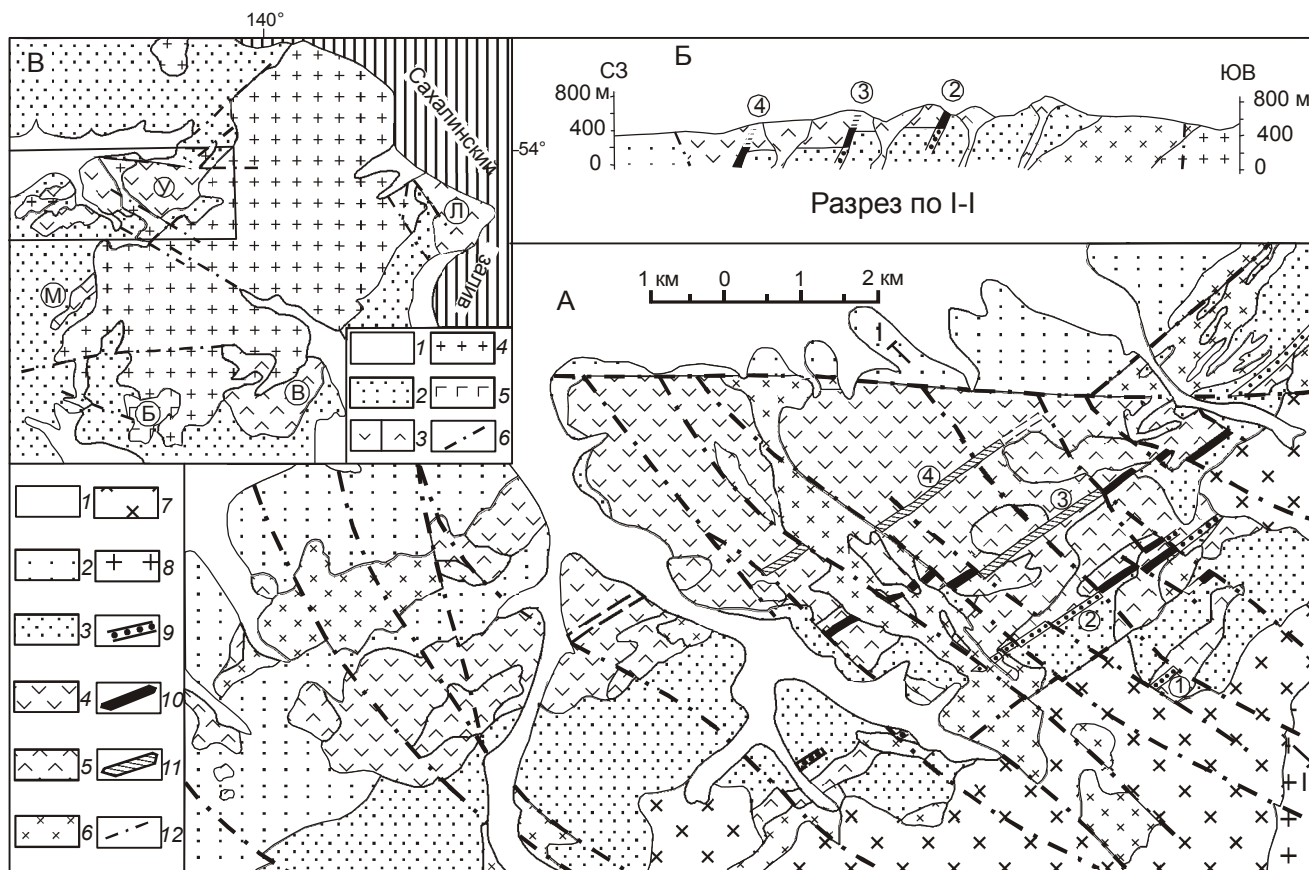 140°
В
Сахалинский
залив
54°
У
Л
М
Б
В
1 4
2 5
3 6
Б
СЗ ЮВ
800 м 800 м
400 400
0 0
4 3 2
Разрез по I-I
А
1 км 0 1 2 км
I
4
3
2
1
I
1 7
2 8
3 9
4 10
5 11
6 12